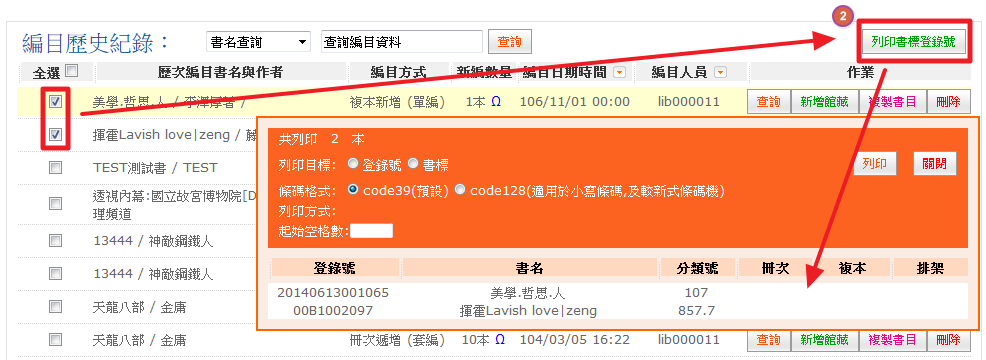 2
編目歷史紀錄： 書名查詢 查詢編目資料 查詢 列印書標登錄號
全選 歷次編目書名與作者 編目方式 新編數量 編目日期時間 編目人員 作業
美學.哲思.人 / 李澤厚著 / 複本新增 (單編) 1本 Ω 106/11/01 00:00 lib000011 查詢 新增館藏 複製書目 刪除
揮霍Lavish love|zeng / 藤
TEST測試書 / TEST
透視內幕:國立故宮博物院[D
理頻道
13444 / 神敵鋼鐵人
13444 / 神敵鋼鐵人
天龍八部 / 金庸
天龍八部 / 金庸 冊次遞增 (套編) 10本 Ω 104/03/05 16:22 lib000011 查詢 新增館藏 複製書目 刪除
共列印 2 本
列印目標: 登錄號 書標 列印 關閉
條碼格式: code39(預設) code128(適用於小寫條碼,及較新式條碼機)
列印方式:
起始空格數:
登錄號 書名 分類號 冊次 複本 排架
20140613001065 美學.哲思.人 107
00B1002097 揮霍Lavish love|zeng 857.7